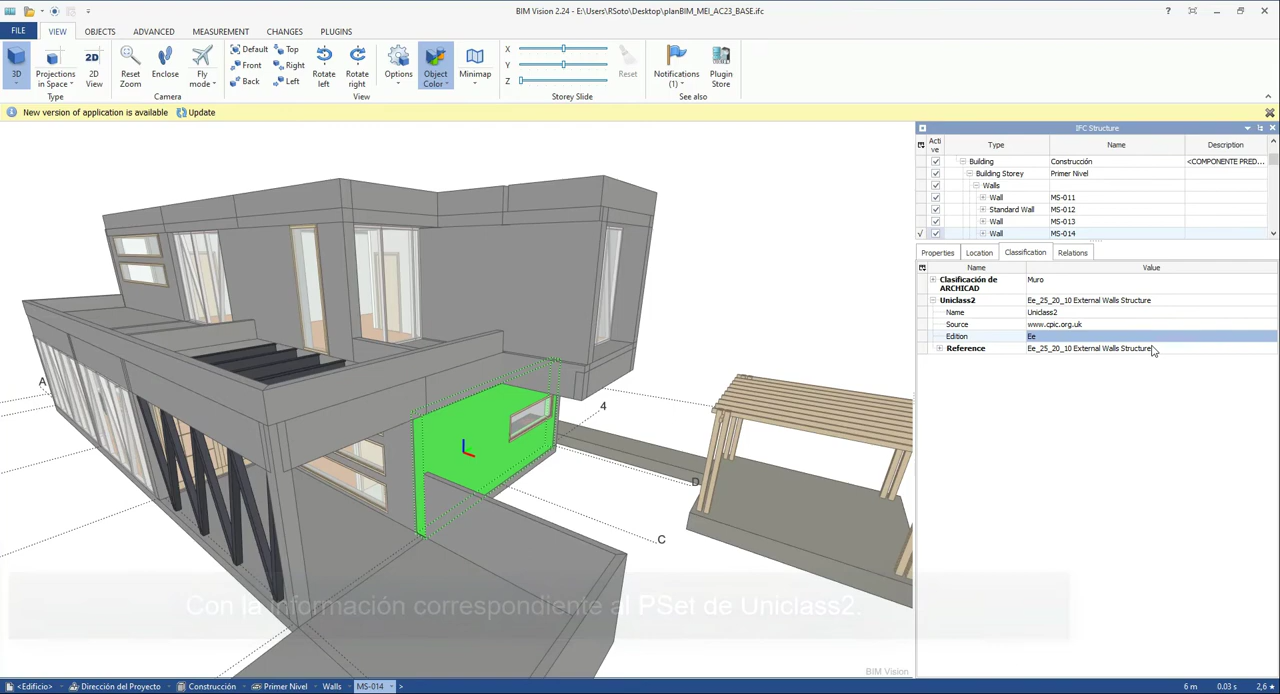 BIM Vision 2.24 - E:\Users\RSoto\Desktop\planBIM_MEI_AC23_BASE.ifc
FILE
VIEW
OBJECTS
ADVANCED
MEASUREMENT
CHANGES
PLUGINS
3D
Projections in Space
2D
2D View
Type
Reset Zoom
Enclose
Fly mode
Camera
Default
Top
Front
Right
Back
Left
Rotate left
Rotate right
View
Options
Object Color
Minimap
X
Y
Z
Reset
Storey Slide
Notifications (1)
Plugin Store
See also
New version of application is available
Update
IFC Structure
Active
Type
Name
Description
Building
Construcción
<COMPONENTE PRED...
Building Storey
Primer Nivel
Walls
Wall
MS-011
Standard Wall
MS-012
Wall
MS-013
Wall
MS-014
Properties
Location
Classification
Relations
Name
Value
Clasificación de ARCHICAD
Muro
Uniclass2
Ee_25_20_10 External Walls Structure
Name
Uniclass2
Source
www.cpic.org.uk
Edition
Ee
Reference
Ee_25_20_10 External Walls Structure
A
4
D
C
Con la información correspondiente al PSet de Uniclass2.
BIM Vision
<Edificio>
Dirección del Proyecto
Construcción
Primer Nivel
Walls
MS-014
>
6 m
0.03 s
2,6